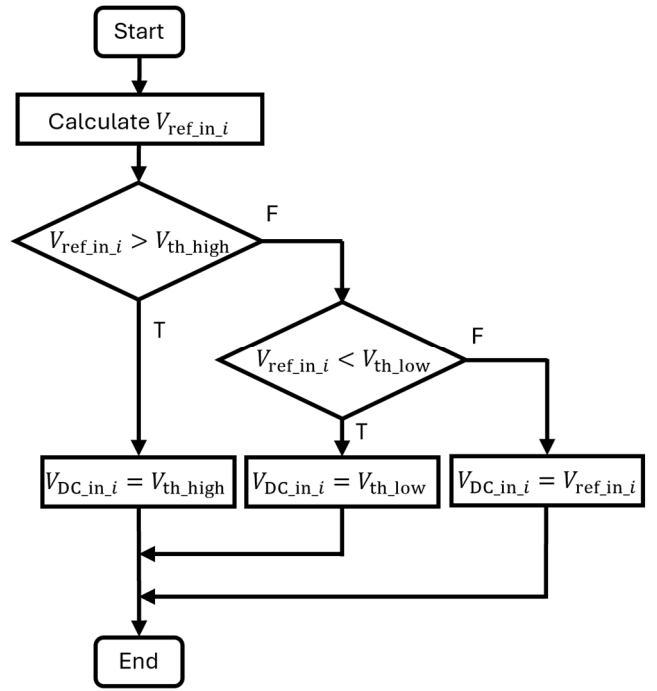 Start
Calculate V_ref_in_i
V_ref_in_i > V_th_high
F
T
V_ref_in_i < V_th_low
F
T
V_DC_in_i = V_th_high
V_DC_in_i = V_th_low
V_DC_in_i = V_ref_in_i
End